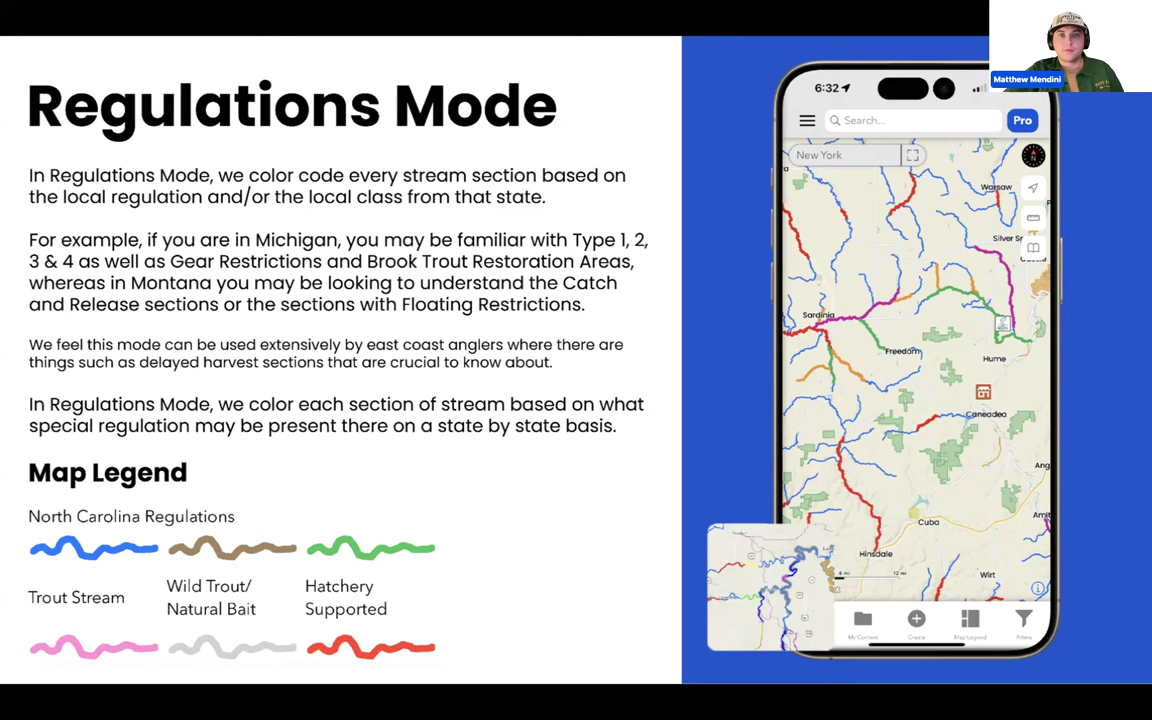 Regulations Mode
In Regulations Mode, we color code every stream section based on
the local regulation and/or the local class from that state.
For example, if you are in Michigan, you may be familiar with Type 1, 2,
3 & 4 as well as Gear Restrictions and Brook Trout Restoration Areas,
whereas in Montana you may be looking to understand the Catch
and Release sections or the sections with Floating Restrictions.
We feel this mode can be used extensively by east coast anglers where there are
things such as delayed harvest sections that are crucial to know about.
In Regulations Mode, we color each section of stream based on what
special regulation may be present there on a state by state basis.
Map Legend
North Carolina Regulations
Trout Stream
Wild Trout/
Natural Bait
Hatchery
Supported
Matthew Mendini
6:32
Search...
Pro
New York
Warsaw
Silver Sp
Sardinia
Freedom
Hume
Caneadea
Ang
Cuba
Amit
Hinsdale
Wirt
My Content
Create
Map Legend
Filters